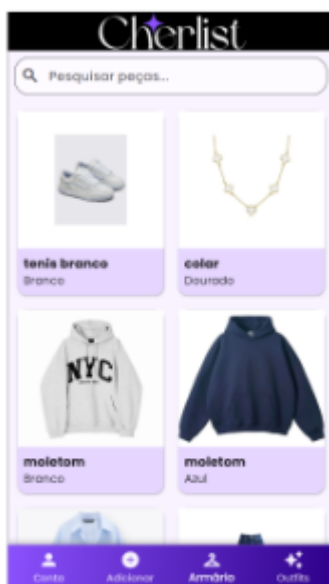 Cherlist
Pesquisar peças...
tenis branco
Branco
colar
Dourado
NYC
moletom
Branco
moletom
Azul
Conta
Adicionar
Armário
Outfits